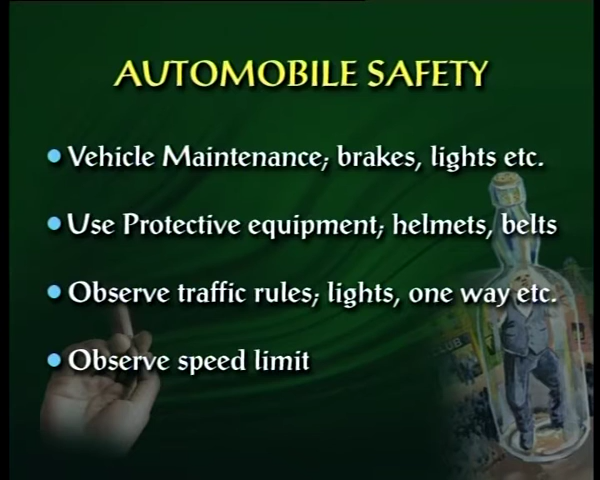 AUTOMOBILE SAFETY
• Vehicle Maintenance; brakes, lights etc.
• Use Protective equipment; helmets, belts
• Observe traffic rules; lights, one way etc.
• Observe speed limit
CLUB